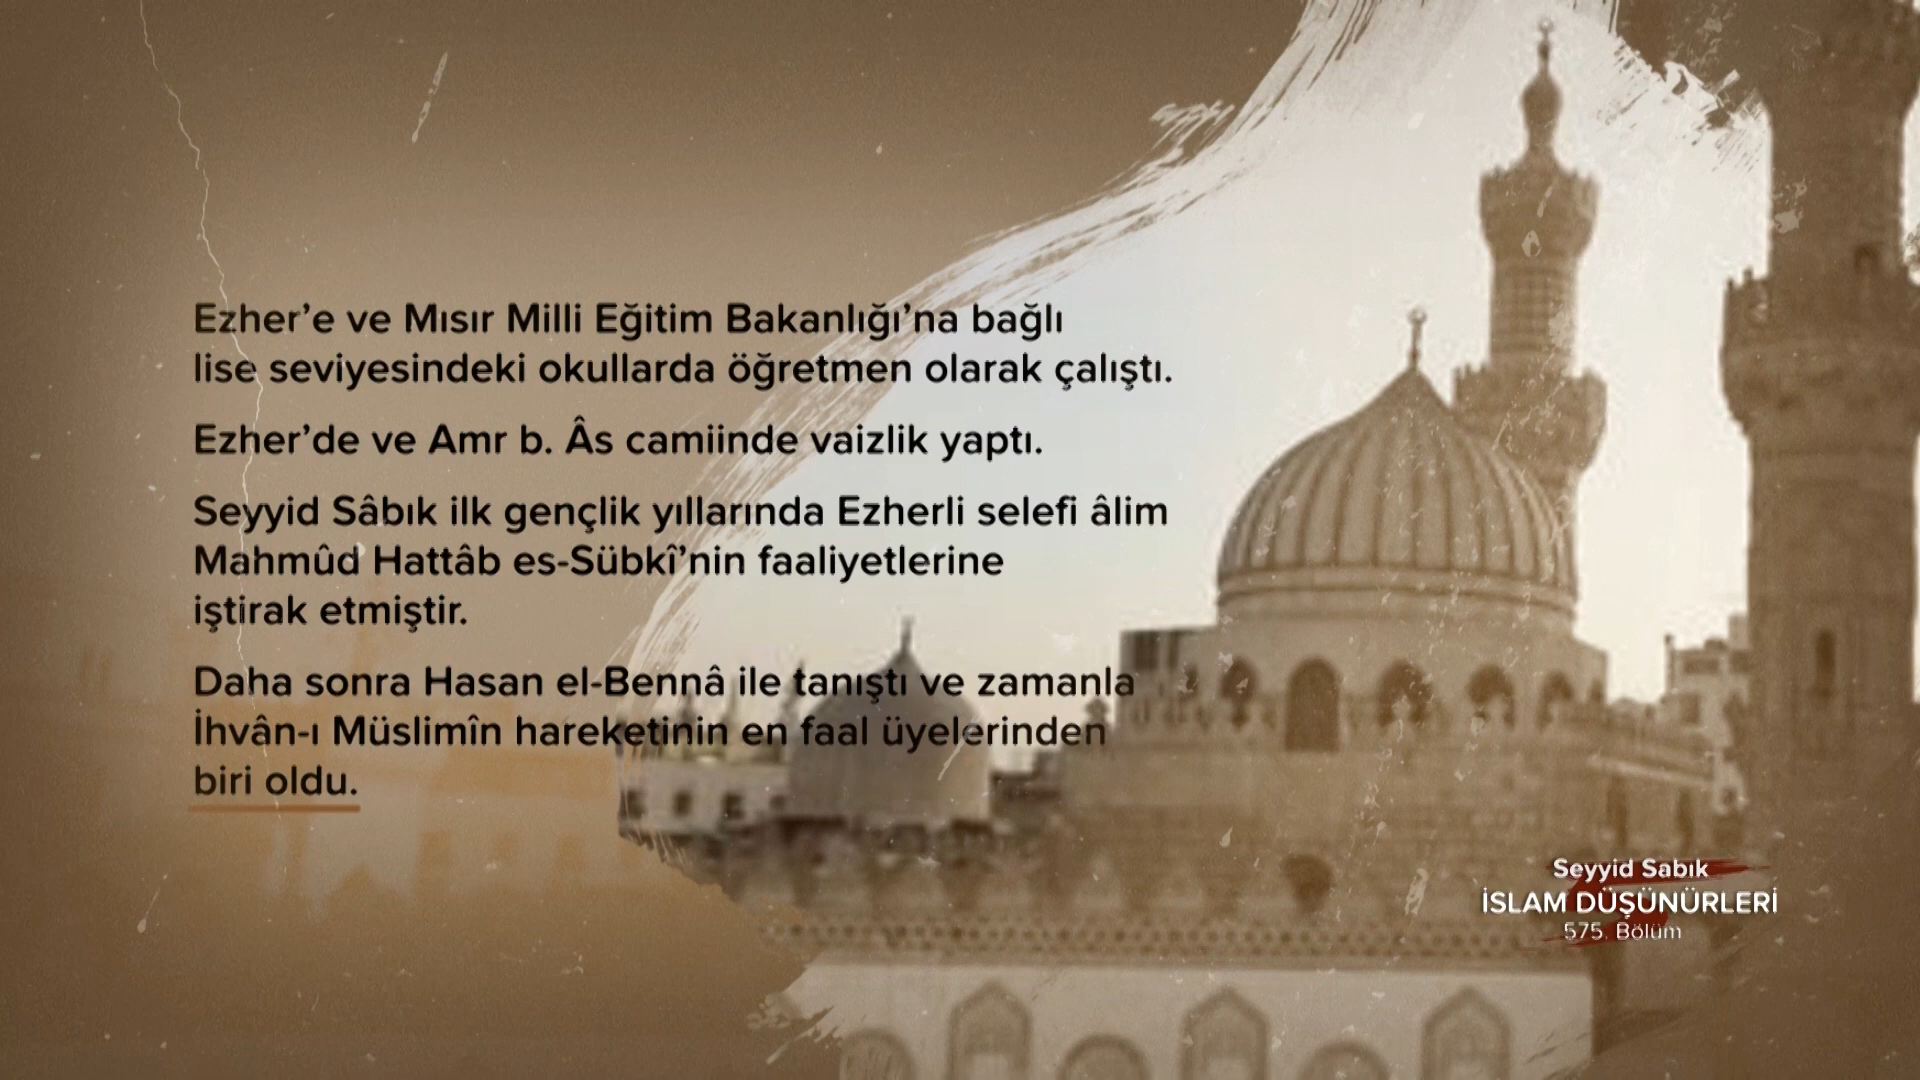 Ezher’e ve Mısır Milli Eğitim Bakanlığı’na bağlı
lise seviyesindeki okullarda öğretmen olarak çalıştı.
Ezher’de ve Amr b. Âs camiinde vaizlik yaptı.
Seyyid Sâbık ilk gençlik yıllarında Ezherli selefi âlim
Mahmûd Hattâb es-Sübkî’nin faaliyetlerine
iştirak etmiştir.
Daha sonra Hasan el-Bennâ ile tanıştı ve zamanla
İhvân-ı Müslimîn hareketinin en faal üyelerinden
biri oldu.
Seyyid Sabık
İSLAM DÜŞÜNÜRLERİ
575. Bölüm